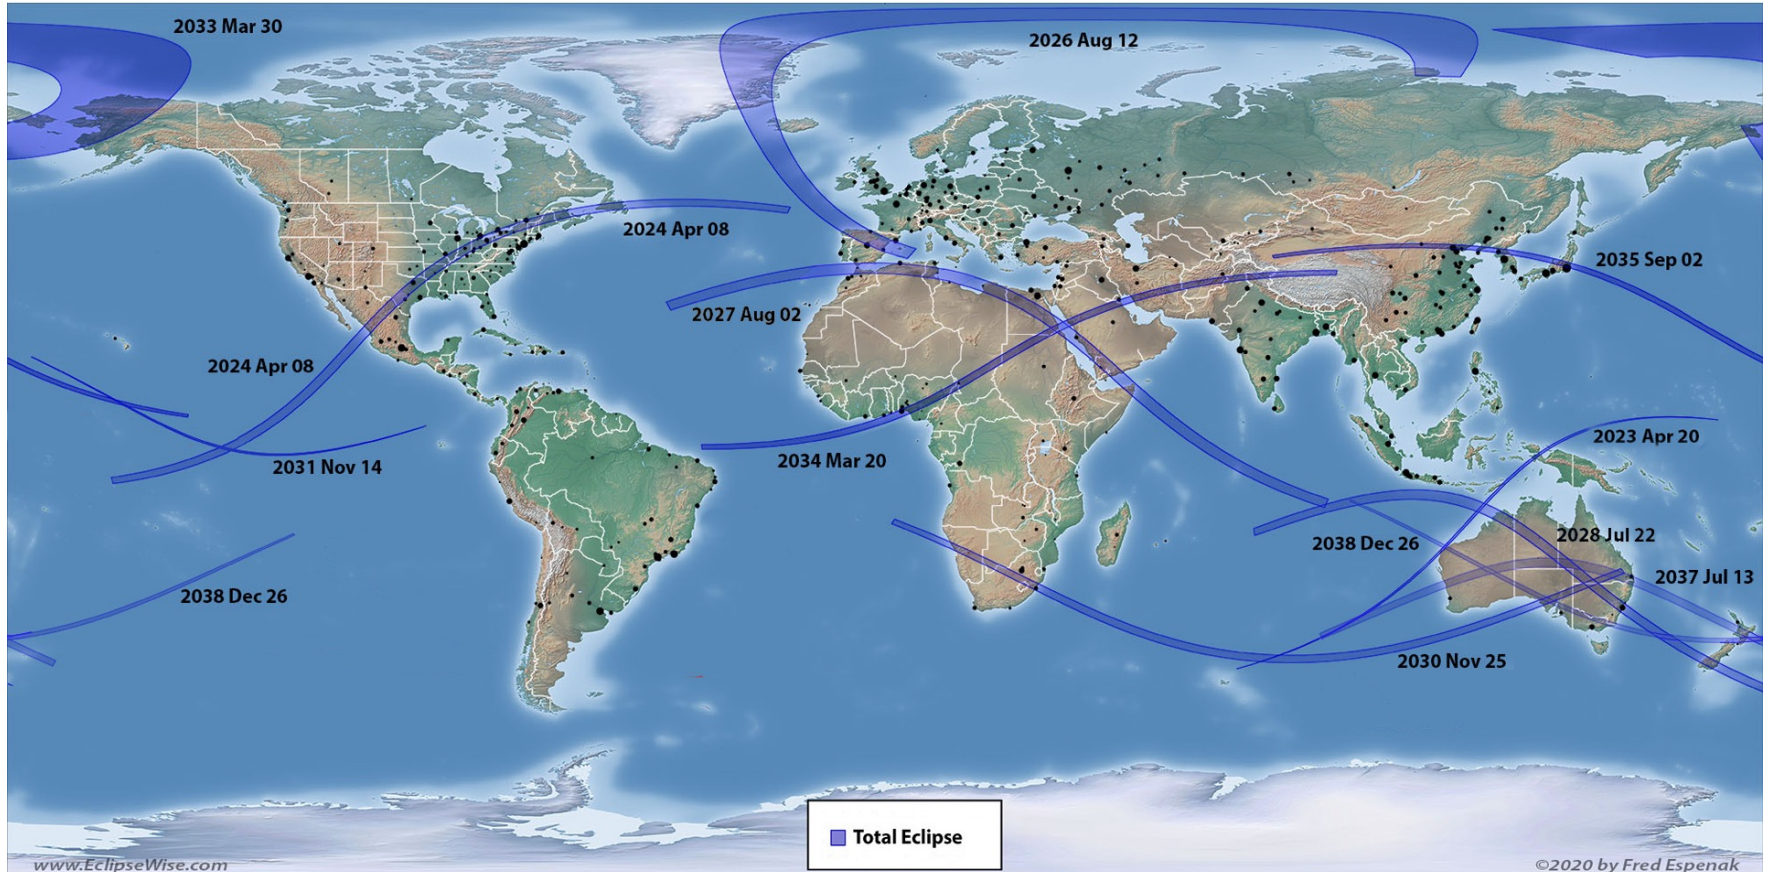 2033 Mar 30
2026 Aug 12
2024 Apr 08
2035 Sep 02
2027 Aug 02
2024 Apr 08
2023 Apr 20
2034 Mar 20
2031 Nov 14
2028 Jul 22
2038 Dec 26
2037 Jul 13
2038 Dec 26
2030 Nov 25
Total Eclipse
www.EclipseWise.com
©2020 by Fred Espenak